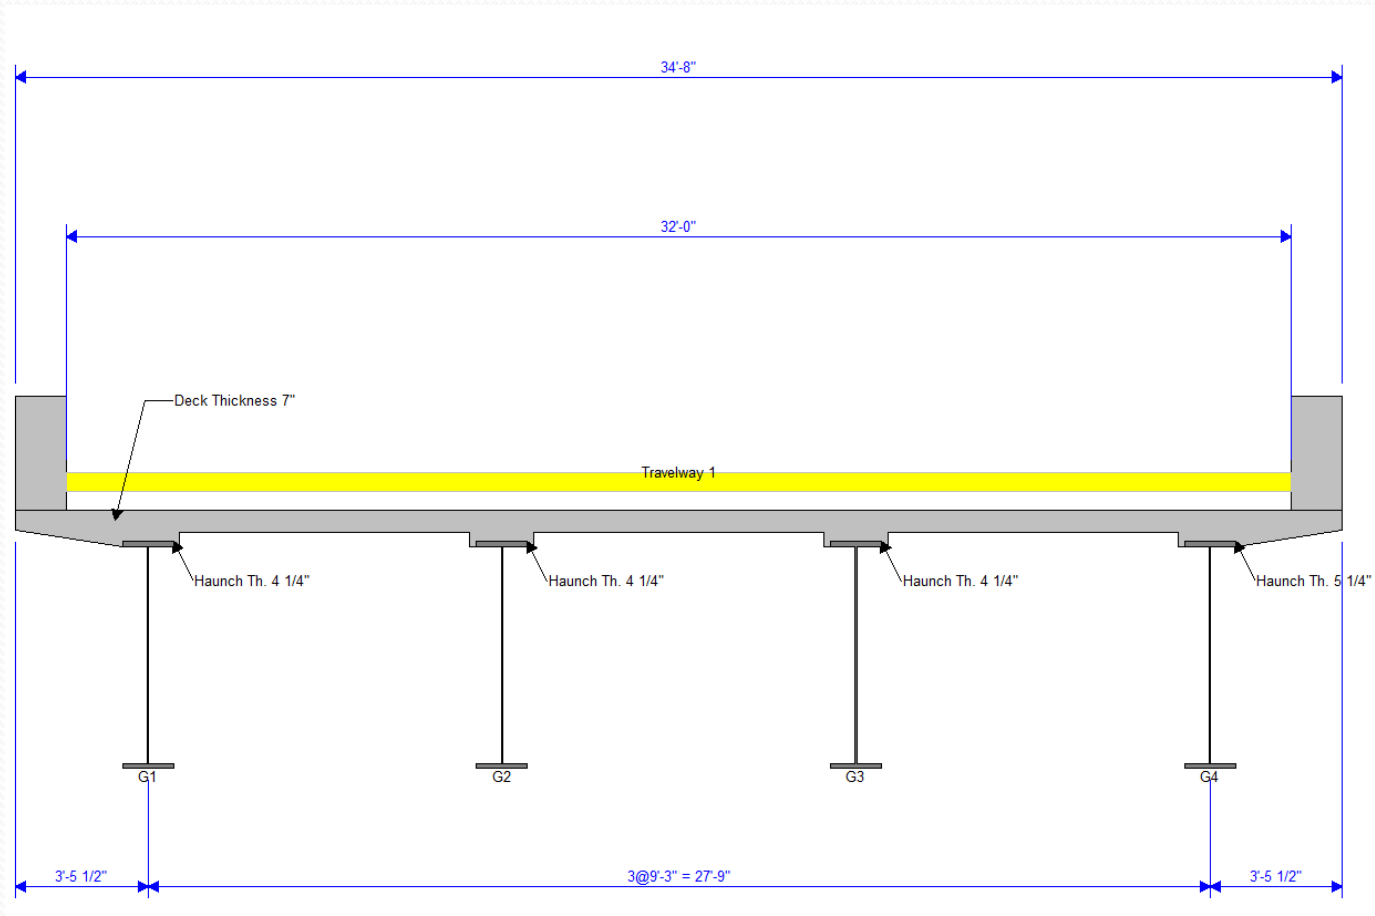 34'-8"
32'-0"
Deck Thickness 7"
Travelway 1
Haunch Th. 4 1/4"
Haunch Th. 4 1/4"
Haunch Th. 4 1/4"
Haunch Th. 5 1/4"
G1
G2
G3
G4
3'-5 1/2"
3@9'-3" = 27'-9"
3'-5 1/2"